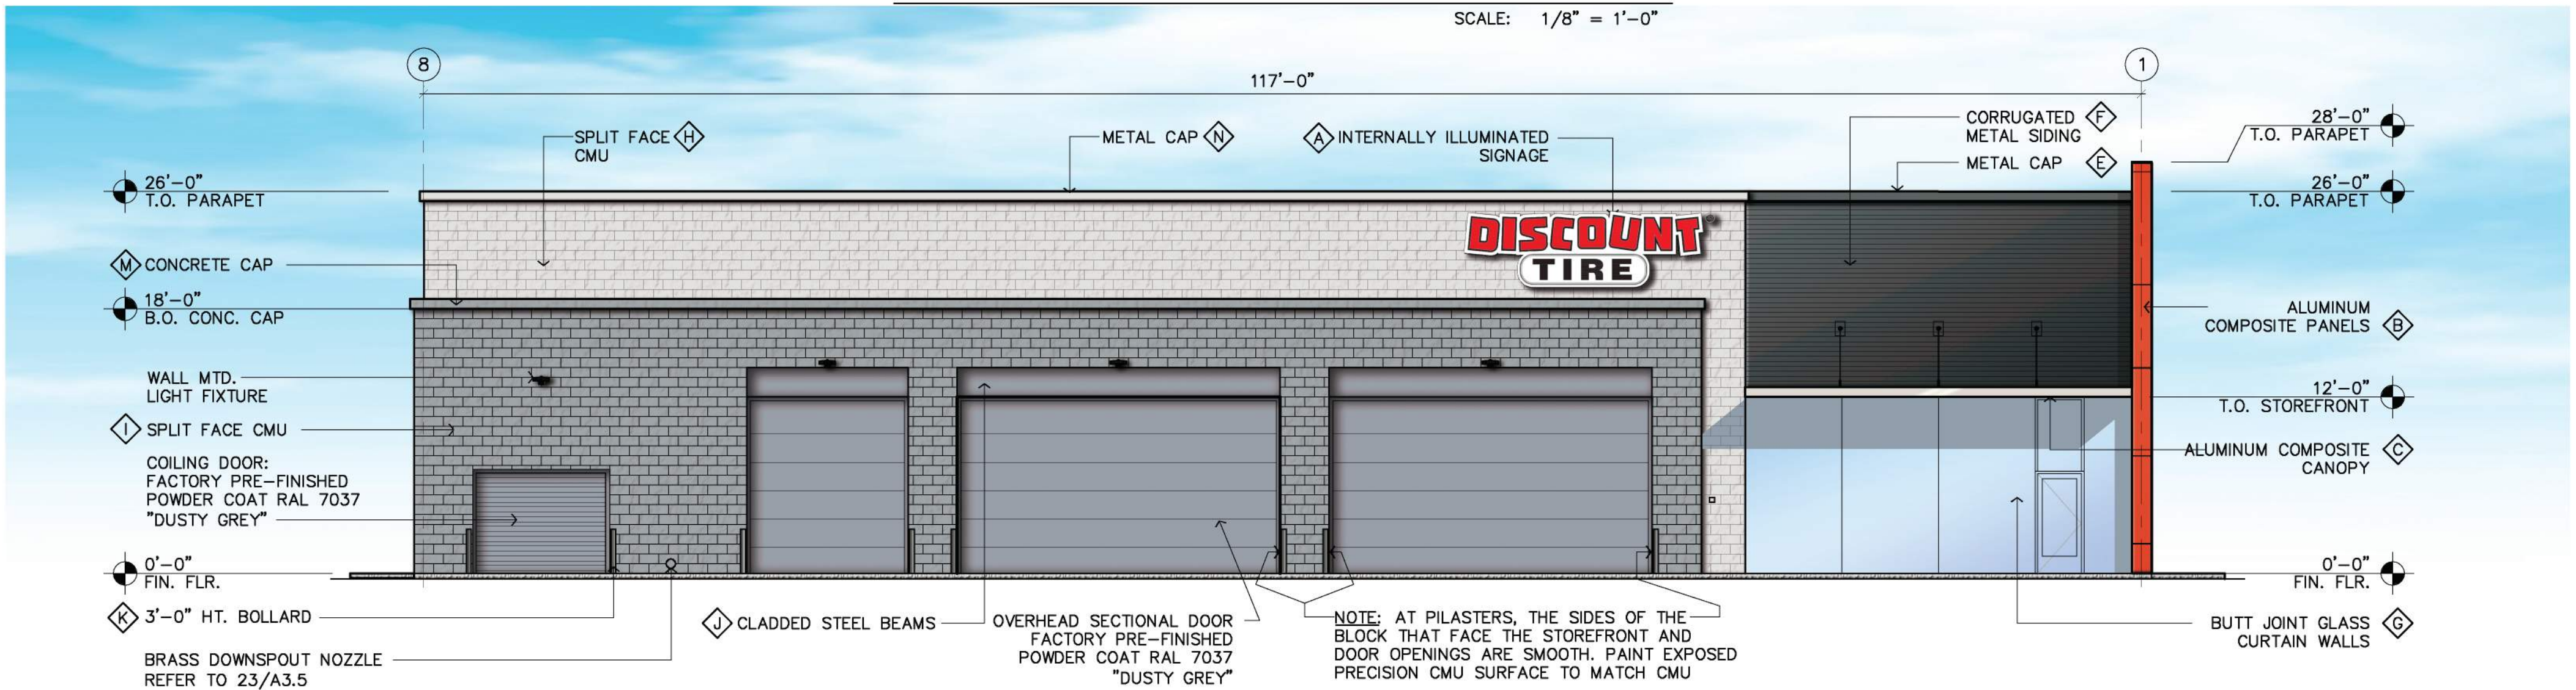 SCALE: 1/8" = 1'-0"
8
1
117'-0"
SPLIT FACE H
CMU
METAL CAP N
A INTERNALLY ILLUMINATED
SIGNAGE
CORRUGATED F
METAL SIDING
METAL CAP E
28'-0"
T.O. PARAPET
26'-0"
T.O. PARAPET
26'-0"
T.O. PARAPET
M CONCRETE CAP
18'-0"
B.O. CONC. CAP
DISCOUNT®
TIRE
ALUMINUM
COMPOSITE PANELS B
WALL MTD.
LIGHT FIXTURE
12'-0"
T.O. STOREFRONT
I SPLIT FACE CMU
ALUMINUM COMPOSITE C
CANOPY
COILING DOOR:
FACTORY PRE-FINISHED
POWDER COAT RAL 7037
"DUSTY GREY"
0'-0"
FIN. FLR.
0'-0"
FIN. FLR.
K 3'-0" HT. BOLLARD
BRASS DOWNSPOUT NOZZLE
REFER TO 23/A3.5
J CLADDED STEEL BEAMS
OVERHEAD SECTIONAL DOOR
FACTORY PRE-FINISHED
POWDER COAT RAL 7037
"DUSTY GREY"
NOTE: AT PILASTERS, THE SIDES OF THE
BLOCK THAT FACE THE STOREFRONT AND
DOOR OPENINGS ARE SMOOTH. PAINT EXPOSED
PRECISION CMU SURFACE TO MATCH CMU
BUTT JOINT GLASS G
CURTAIN WALLS